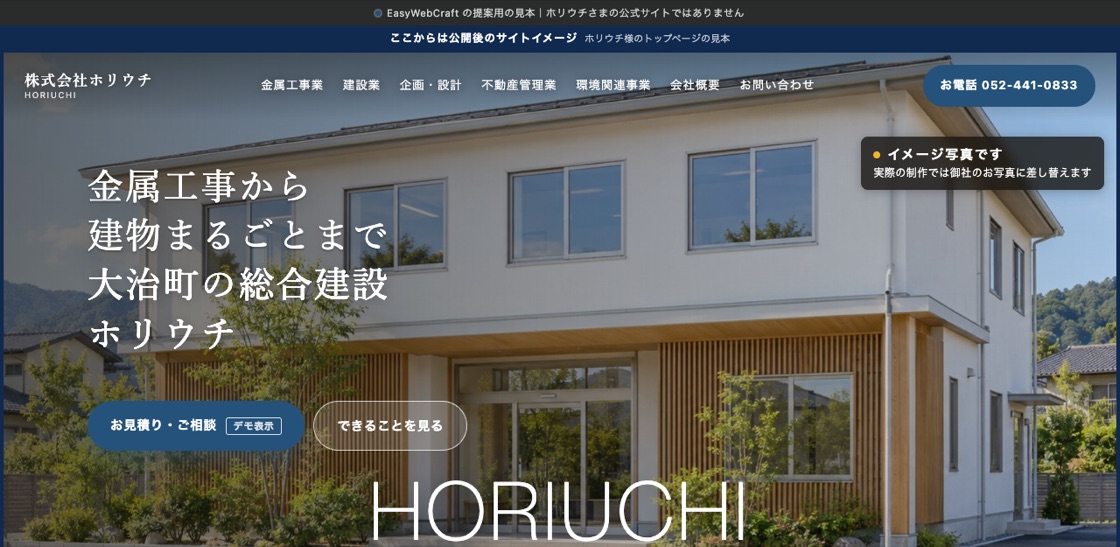 EasyWebCraft の提案用の見本｜ホリウチさまの公式サイトではありません
ここからは公開後のサイトイメージ ホリウチ様のトップページの見本
株式会社ホリウチ
HORIUCHI
金属工事業 建設業 企画・設計 不動産管理業 環境関連事業 会社概要 お問い合わせ
お電話 052-441-0833
イメージ写真です
実際の制作では御社のお写真に差し替えます
金属工事から
建物まるごとまで
大治町の総合建設
ホリウチ
お見積り・ご相談 デモ表示
できることを見る
HORIUCHI